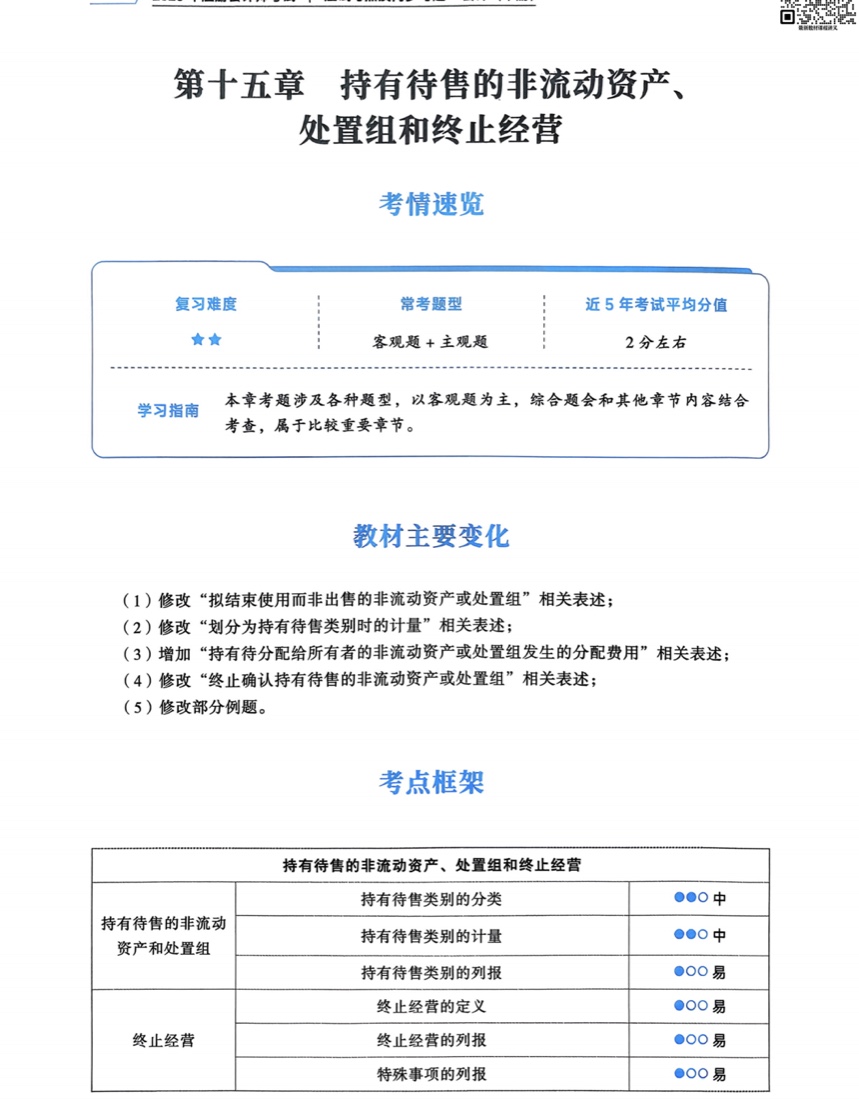 第十五章 持有待售的非流动资产、
处置组和终止经营
考情速览
复习难度 常考题型 近 5 年考试平均分值
★★ 客观题 + 主观题 2 分左右
学习指南
本章考题涉及各种题型，以客观题为主，综合题会和其他章节内容结合
考查，属于比较重要章节。
教材主要变化
（1）修改“拟结束使用而非出售的非流动资产或处置组”相关表述；
（2）修改“划分为持有待售类别时的计量”相关表述；
（3）增加“持有待分配给所有者的非流动资产或处置组发生的分配费用”相关表述；
（4）修改“终止确认持有待售的非流动资产或处置组”相关表述；
（5）修改部分例题。
考点框架
持有待售的非流动资产、处置组和终止经营
持有待售的非流动
资产和处置组
持有待售类别的分类 ●●○ 中
持有待售类别的计量 ●●○ 中
持有待售类别的列报 ●○○ 易
终止经营
终止经营的定义 ●○○ 易
终止经营的列报 ●○○ 易
特殊事项的列报 ●○○ 易